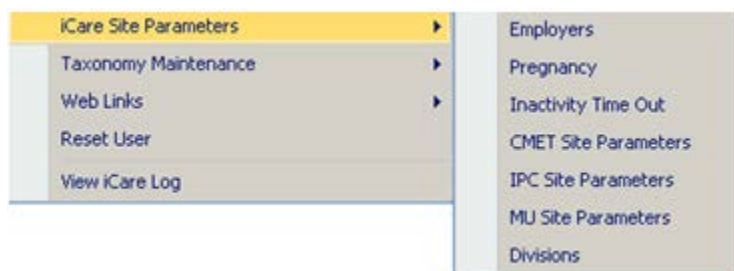 iCare Site Parameters
Taxonomy Maintenance
Web Links
Reset User
View iCare Log
Employers
Pregnancy
Inactivity Time Out
CMET Site Parameters
IPC Site Parameters
MU Site Parameters
Divisions